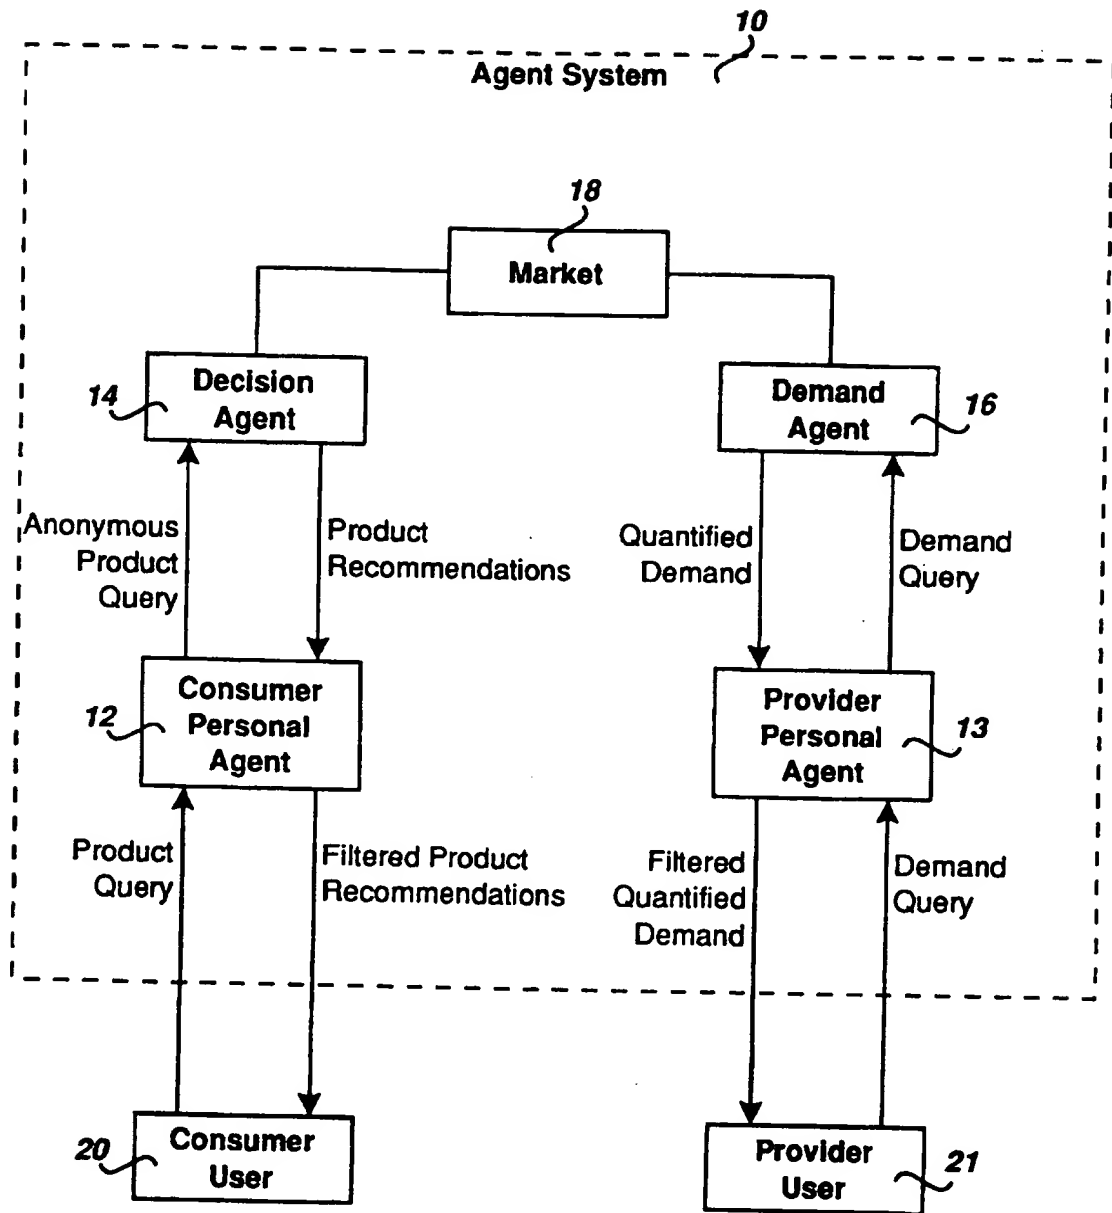 10
Agent System
18
Market
Decision
Agent
14
Demand
Agent
16
Anonymous
Product
Query
Product
Recommendations
Quantified
Demand
Demand
Query
Consumer
Personal
Agent
12
Provider
Personal
Agent
13
Product
Query
Filtered Product
Recommendations
Filtered
Quantified
Demand
Demand
Query
Consumer
User
20
Provider
User
21